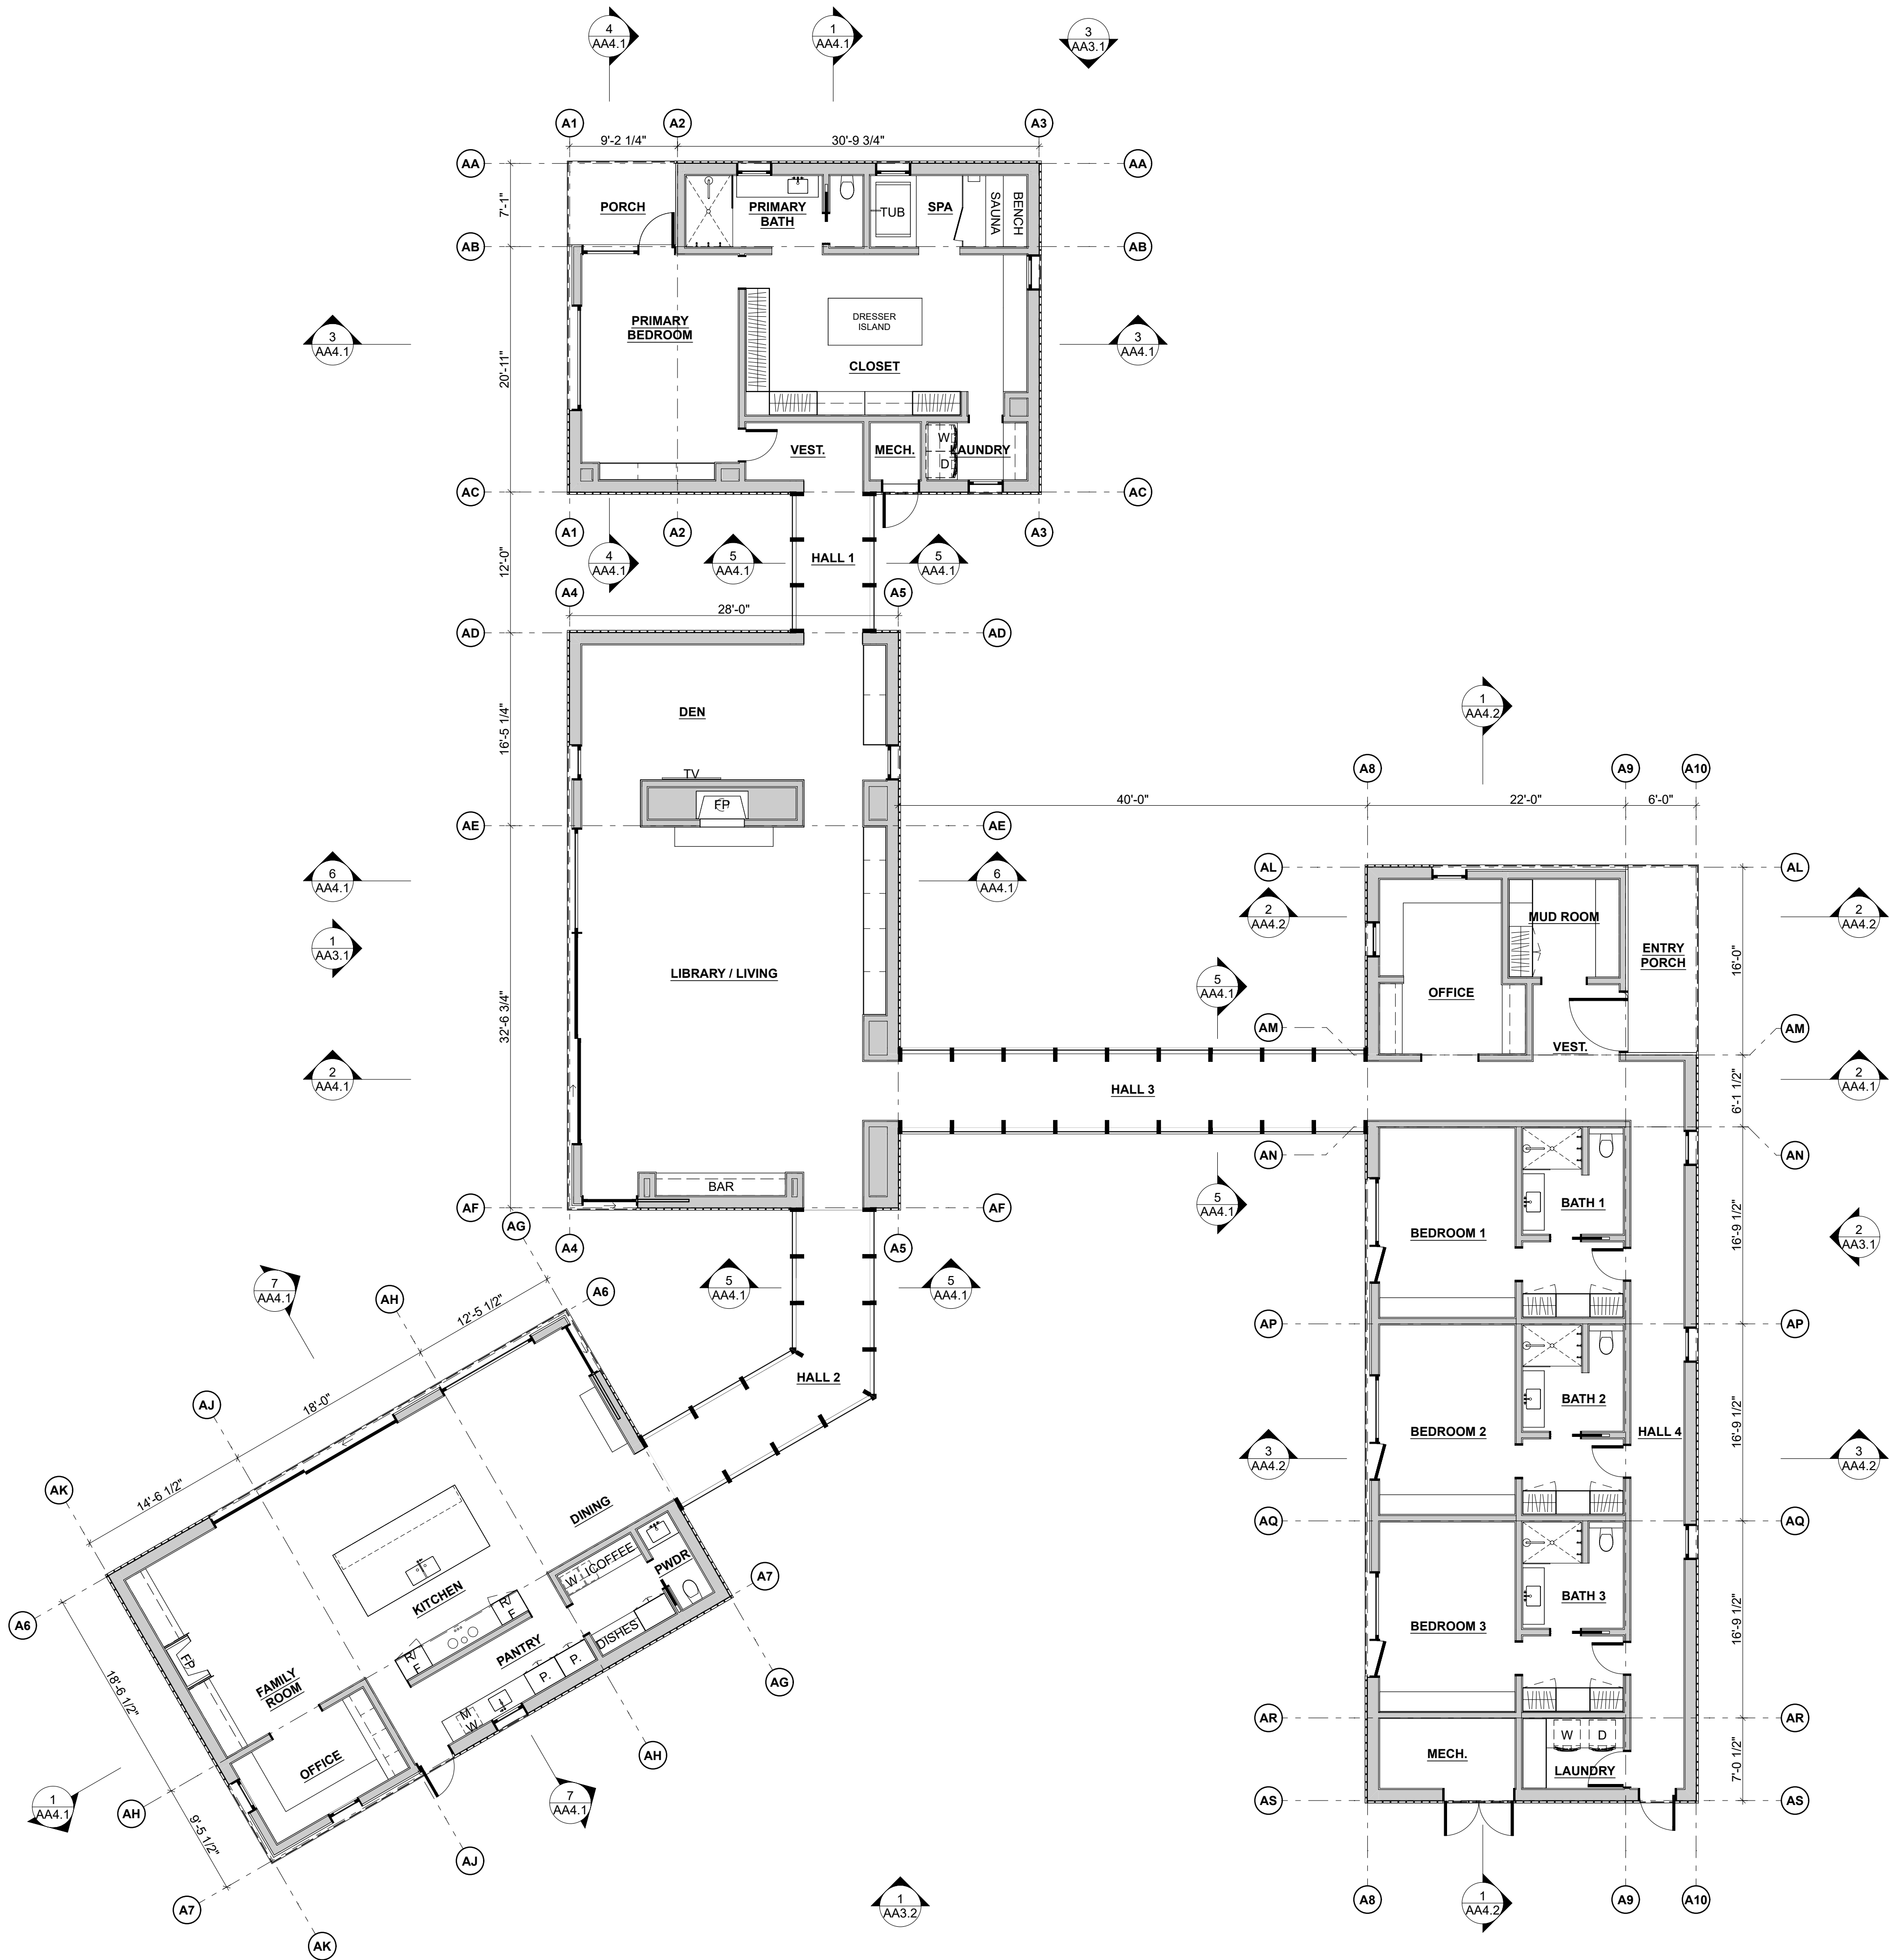 4
AA4.1
1
AA4.1
3
AA3.1
A1
A2
A3
9'-2 1/4"
30'-9 3/4"
AA
AA
7'-1"
PORCH
PRIMARY
BATH
TUB
SPA
SAUNA
BENCH
AB
AB
20'-11"
PRIMARY
BEDROOM
DRESSER
ISLAND
CLOSET
3
AA4.1
3
AA4.1
VEST.
MECH.
W
D
LAUNDRY
AC
AC
A1
A2
A3
12'-0"
4
AA4.1
5
AA4.1
HALL 1
5
AA4.1
A4
A5
28'-0"
AD
AD
16'-5 1/4"
DEN
TV
FP
1
AA4.2
A8
A9
A10
40'-0"
22'-0"
6'-0"
AE
AE
6
AA4.1
6
AA4.1
AL
AL
2
AA4.2
MUD ROOM
2
AA4.2
1
AA3.1
ENTRY
PORCH
16'-0"
LIBRARY / LIVING
32'-6 3/4"
5
AA4.1
OFFICE
AM
AM
VEST.
2
AA4.1
HALL 3
2
AA4.1
6'-1 1/2"
AN
AN
BAR
5
AA4.1
BATH 1
AF
AF
AG
A4
A5
BEDROOM 1
16'-9 1/2"
2
AA3.1
7
AA4.1
5
AA4.1
5
AA4.1
AH
A6
12'-5 1/2"
AP
AP
HALL 2
AJ
18'-0"
BATH 2
BEDROOM 2
HALL 4
16'-9 1/2"
3
AA4.2
3
AA4.2
AK
14'-6 1/2"
DINING
AQ
AQ
COFFEE
W
PWDR
A7
A6
KITCHEN
R/
F
BATH 3
BEDROOM 3
16'-9 1/2"
DISHES
PANTRY
R/
F
FP
P.
P.
FAMILY
ROOM
18'-6 1/2"
AG
M
W
AR
AR
W
D
MECH.
LAUNDRY
7'-0 1/2"
OFFICE
AH
AS
AS
1
AA4.1
AH
7
AA4.1
9'-5 1/2"
AJ
A7
AK
1
AA3.2
A8
1
AA4.2
A9
A10